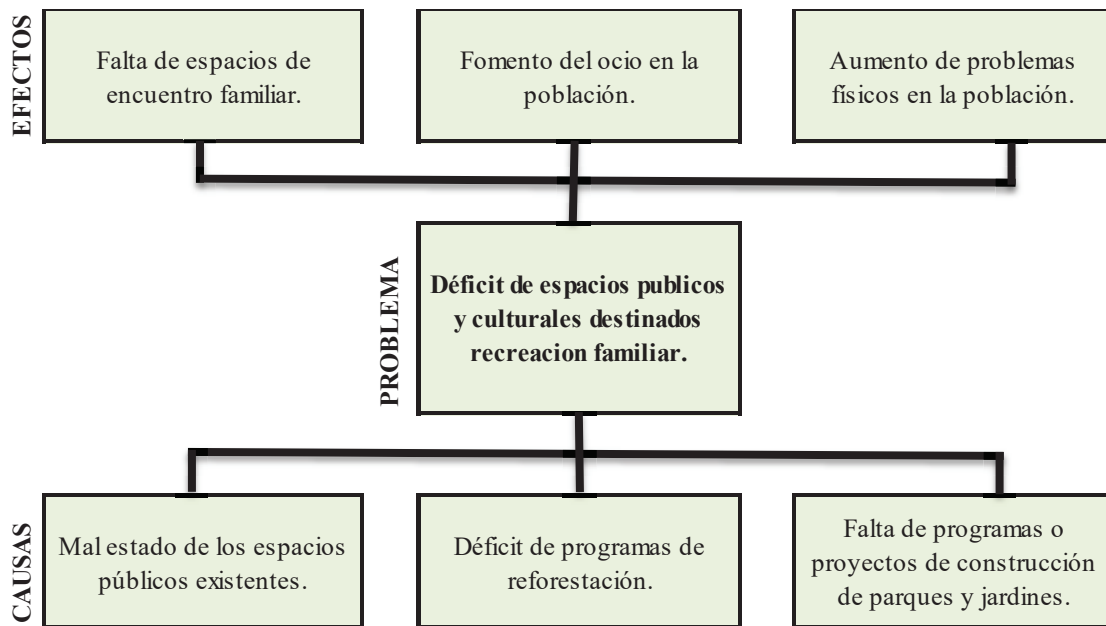 EFECTOS
Falta de espacios de
encuentro familiar.
Fomento del ocio en la
población.
Aumento de problemas
físicos en la población.
PROBLEMA
Déficit de espacios publicos
y culturales destinados
recreacion familiar.
CAUSAS
Mal estado de los espacios
públicos existentes.
Déficit de programas de
reforestación.
Falta de programas o
proyectos de construcción
de parques y jardines.